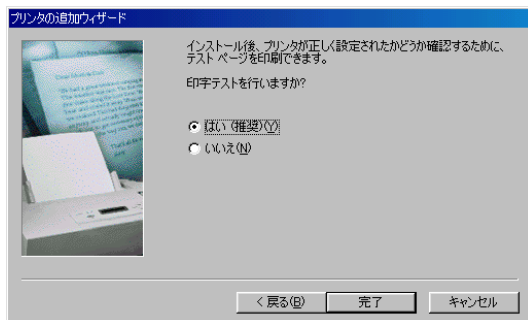 プリンタの追加ウィザード
インストール後、プリンタが正しく設定されたかどうか確認するために、
テスト ページを印刷できます。
印字テストを行いますか?
はい (推奨)(Y)
いいえ(N)
< 戻る(B)
完了
キャンセル